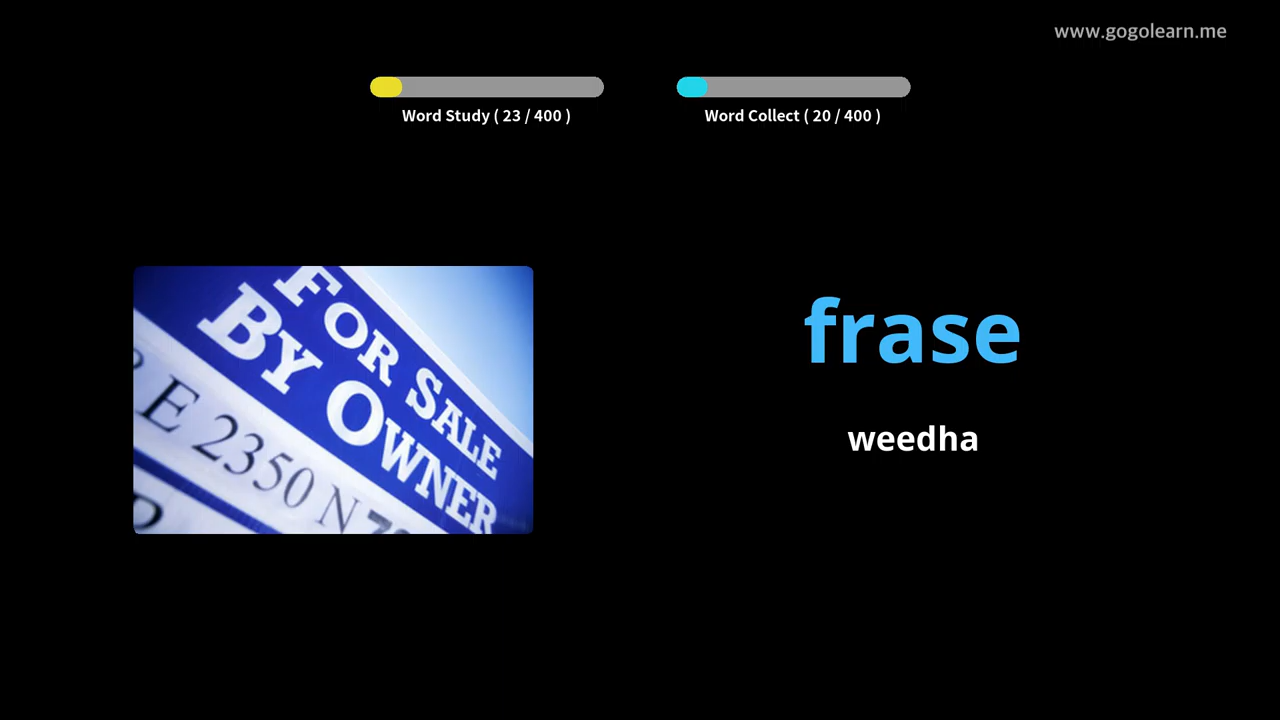 www.gogolearn.me
Word Study ( 23 / 400 )
Word Collect ( 20 / 400 )
FOR SALE
BY OWNER
E 2350 N
frase
weedha